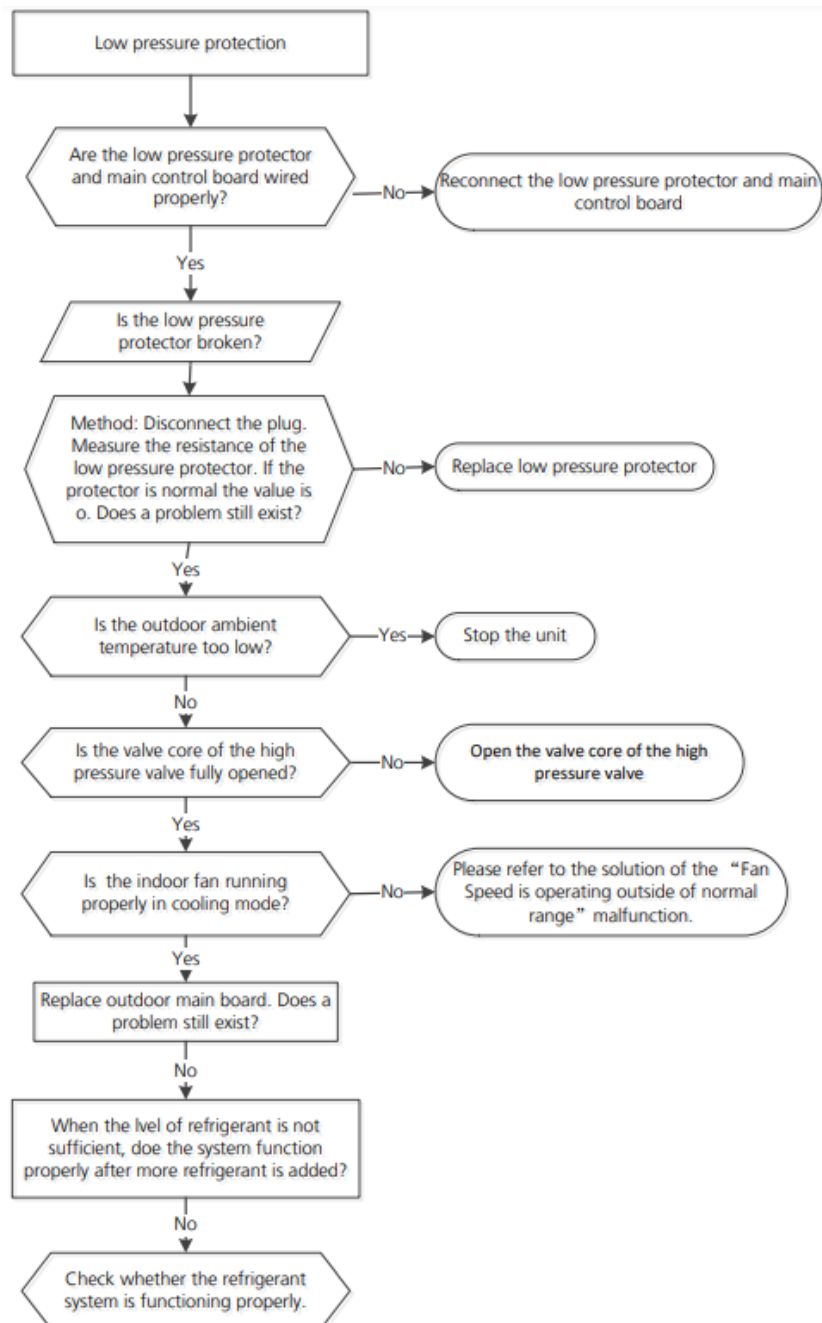 Low pressure protection
Are the low pressure protector
and main control board wired
properly?
No
Reconnect the low pressure protector and main
control board
Yes
Is the low pressure
protector broken?
Method: Disconnect the plug.
Measure the resistance of the
low pressure protector. If the
protector is normal the value is
o. Does a problem still exist?
No
Replace low pressure protector
Yes
Is the outdoor ambient
temperature too low?
Yes
Stop the unit
No
Is the valve core of the high
pressure valve fully opened?
No
Open the valve core of the high
pressure valve
Yes
Is the indoor fan running
properly in cooling mode?
No
Please refer to the solution of the “Fan
Speed is operating outside of normal
range” malfunction.
Yes
Replace outdoor main board. Does a
problem still exist?
No
When the lvel of refrigerant is not
sufficient, doe the system function
properly after more refrigerant is added?
No
Check whether the refrigerant
system is functioning properly.